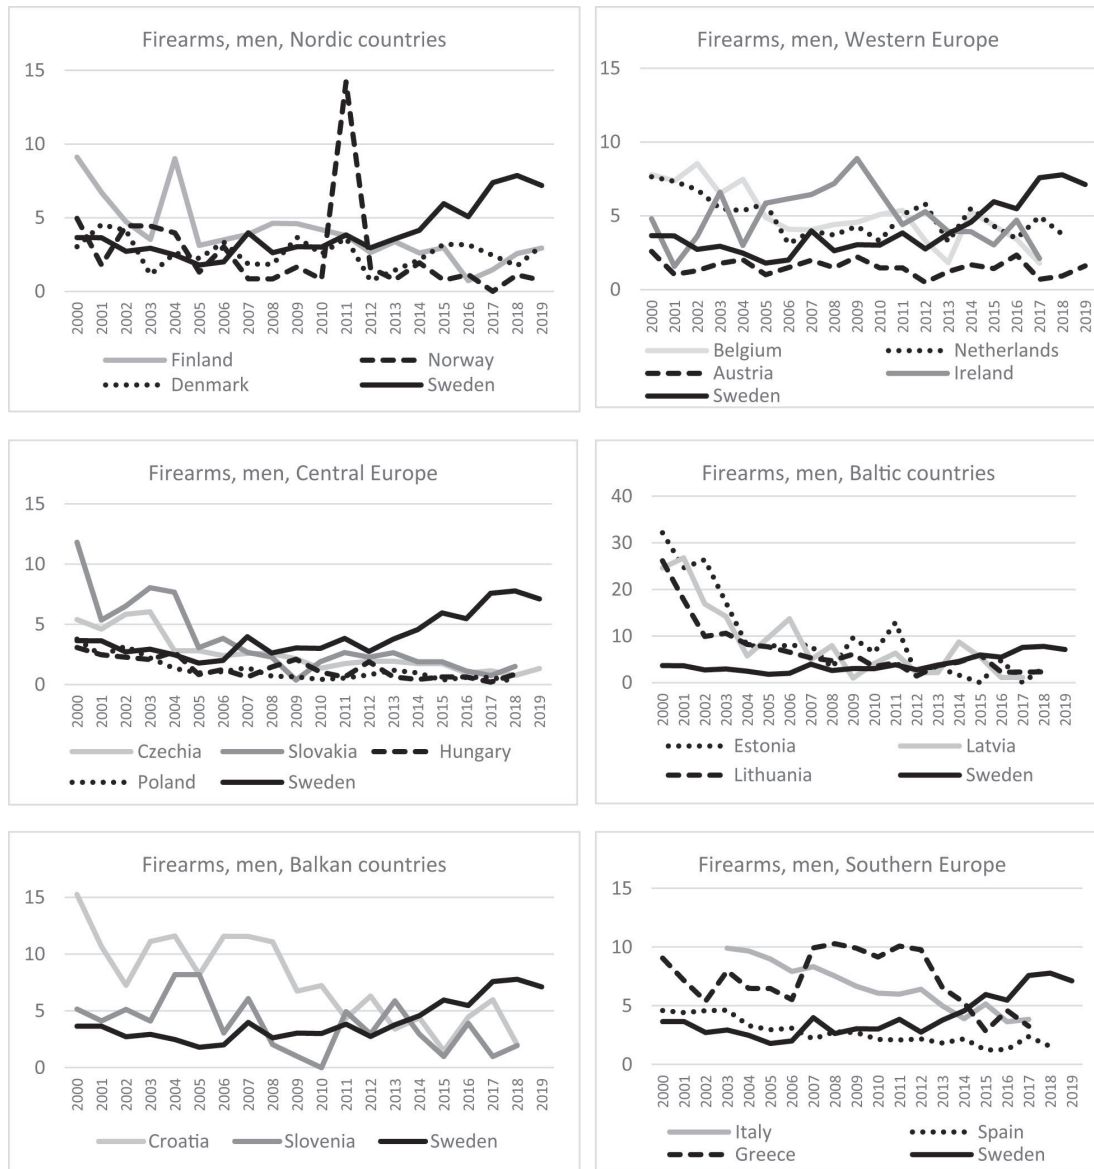 Firearms, men, Nordic countries
15
10
5
0
2000 2001 2002 2003 2004 2005 2006 2007 2008 2009 2010 2011 2012 2013 2014 2015 2016 2017 2018 2019
Finland Norway
Denmark Sweden
Firearms, men, Western Europe
15
10
5
0
2000 2001 2002 2003 2004 2005 2006 2007 2008 2009 2010 2011 2012 2013 2014 2015 2016 2017 2018 2019
Belgium Netherlands
Austria Ireland
Sweden
Firearms, men, Central Europe
15
10
5
0
2000 2001 2002 2003 2004 2005 2006 2007 2008 2009 2010 2011 2012 2013 2014 2015 2016 2017 2018 2019
Czechia Slovakia Hungary
Poland Sweden
Firearms, men, Baltic countries
40
30
20
10
0
2000 2001 2002 2003 2004 2005 2006 2007 2008 2009 2010 2011 2012 2013 2014 2015 2016 2017 2018 2019
Estonia Latvia
Lithuania Sweden
Firearms, men, Balkan countries
15
10
5
0
2000 2001 2002 2003 2004 2005 2006 2007 2008 2009 2010 2011 2012 2013 2014 2015 2016 2017 2018 2019
Croatia Slovenia Sweden
Firearms, men, Southern Europe
15
10
5
0
2000 2001 2002 2003 2004 2005 2006 2007 2008 2009 2010 2011 2012 2013 2014 2015 2016 2017 2018 2019
Italy Spain
Greece Sweden